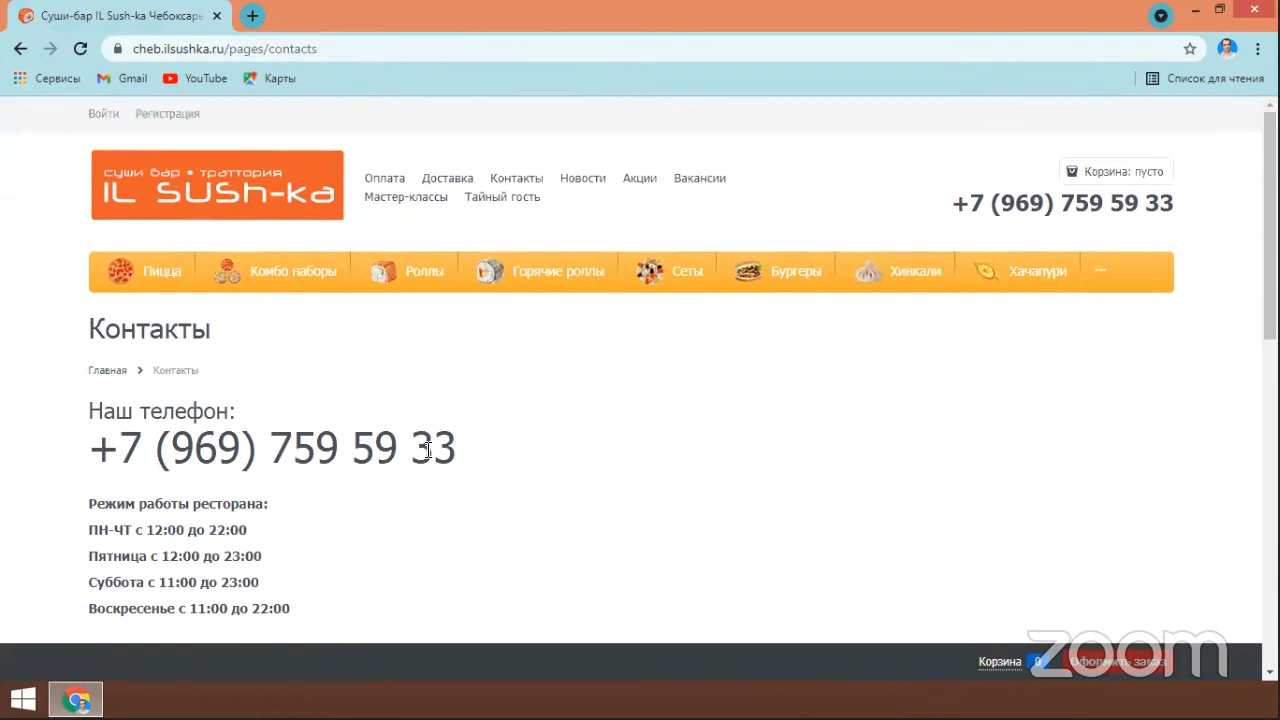 Суши-бар IL Sush-ka Чебоксары
cheb.ilsushka.ru/pages/contacts
Сервисы Gmail YouTube Карты Список для чтения
Войти Регистрация
суши бар • траттория
IL SUSH-ka
Оплата Доставка Контакты Новости Акции Вакансии
Мастер-классы Тайный гость
Корзина: пусто
+7 (969) 759 59 33
Пицца Комбо наборы Роллы Горячие роллы Сеты Бургеры Хинкали Хачапури ...
Контакты
Главная > Контакты
Наш телефон:
+7 (969) 759 59 33
Режим работы ресторана:
ПН-ЧТ с 12:00 до 22:00
Пятница с 12:00 до 23:00
Суббота с 11:00 до 23:00
Воскресенье с 11:00 до 22:00
Корзина 0 Оформить заказ
zoom